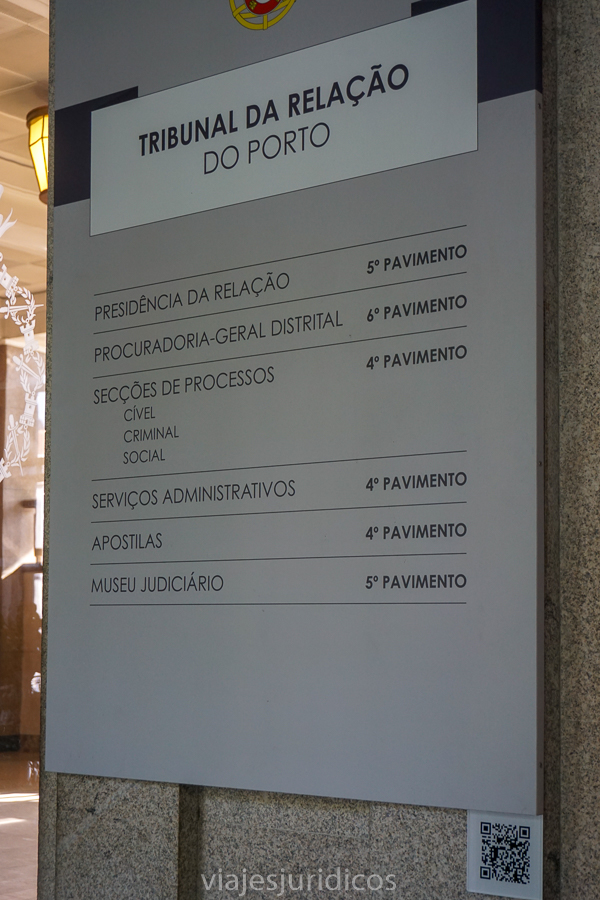 TRIBUNAL DA RELAÇÃO
DO PORTO
PRESIDÊNCIA DA RELAÇÃO 5º PAVIMENTO
PROCURADORIA-GERAL DISTRITAL 6º PAVIMENTO
SECÇÕES DE PROCESSOS 4º PAVIMENTO
CÍVEL
CRIMINAL
SOCIAL
SERVIÇOS ADMINISTRATIVOS 4º PAVIMENTO
APOSTILAS 4º PAVIMENTO
MUSEU JUDICIÁRIO 5º PAVIMENTO
viajesjuridicos